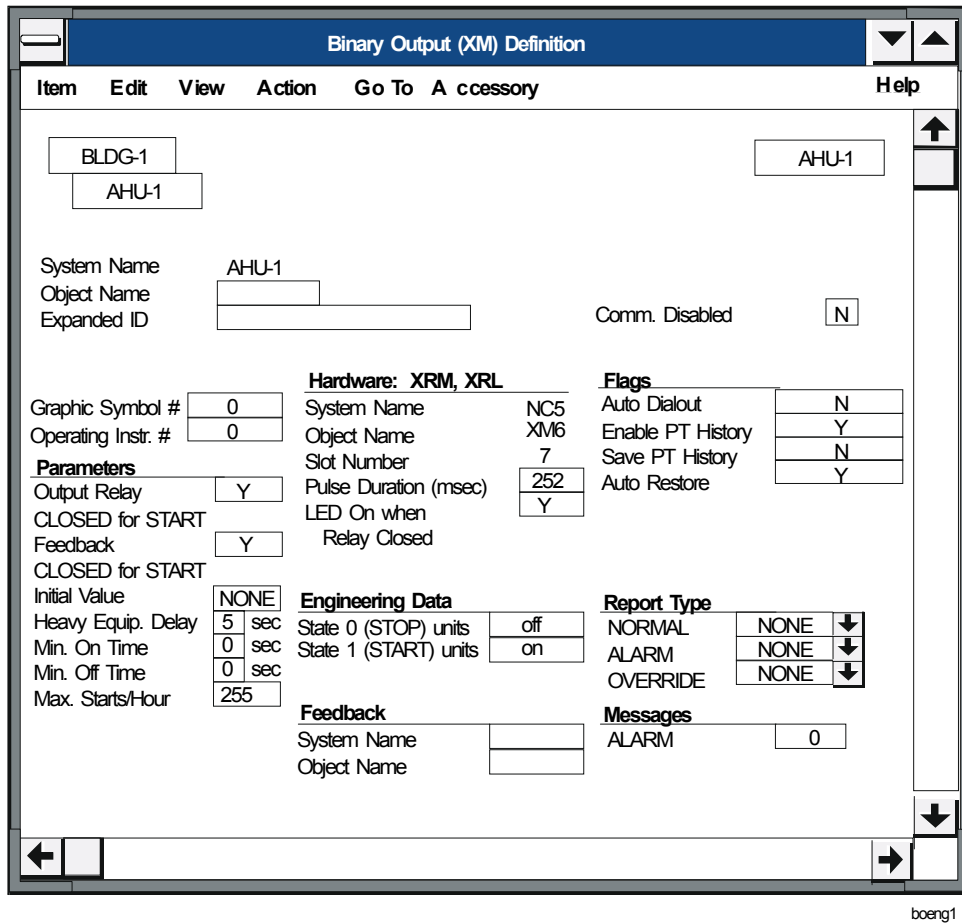 Binary Output (XM) Definition
Item Edit View Action Go To A ccessory Help
BLDG-1
AHU-1
AHU-1
System Name AHU-1
Object Name
Expanded ID
Comm. Disabled N
Graphic Symbol # 0
Operating Instr. # 0
Parameters
Output Relay Y
CLOSED for START
Feedback Y
CLOSED for START
Initial Value NONE
Heavy Equip. Delay 5 sec
Min. On Time 0 sec
Min. Off Time 0 sec
Max. Starts/Hour 255
Hardware: XRM, XRL
System Name NC5
Object Name XM6
Slot Number 7
Pulse Duration (msec) 252
LED On when Y
Relay Closed
Engineering Data
State 0 (STOP) units off
State 1 (START) units on
Feedback
System Name
Object Name
Flags
Auto Dialout N
Enable PT History Y
Save PT History N
Auto Restore Y
Report Type
NORMAL NONE
ALARM NONE
OVERRIDE NONE
Messages
ALARM 0
boeng1